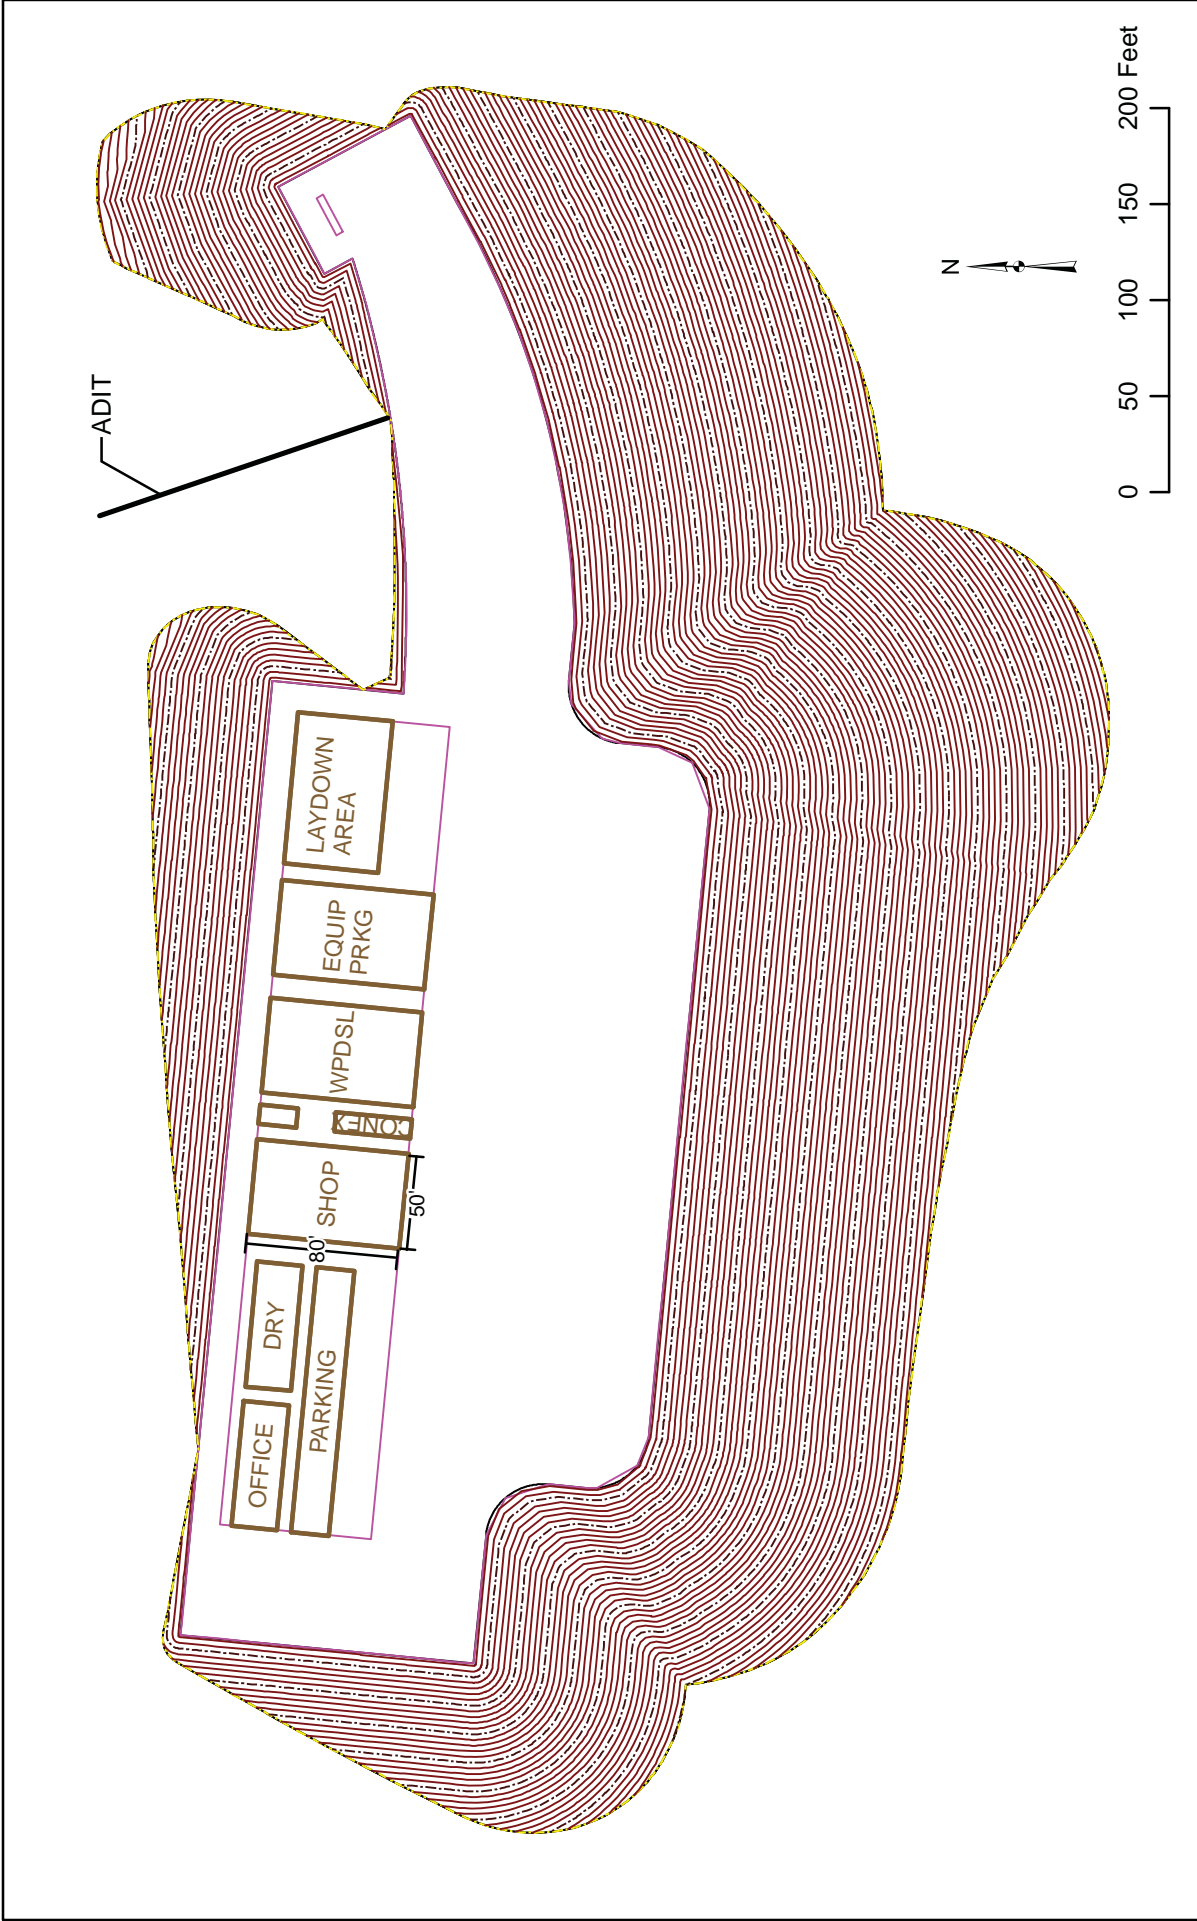 ADIT
LAYDOWN
AREA
EQUIP
PRKG
WPDSL
CONEX
SHOP
50'
80'
DRY
OFFICE
PARKING
N
0 50 100 150 200 Feet